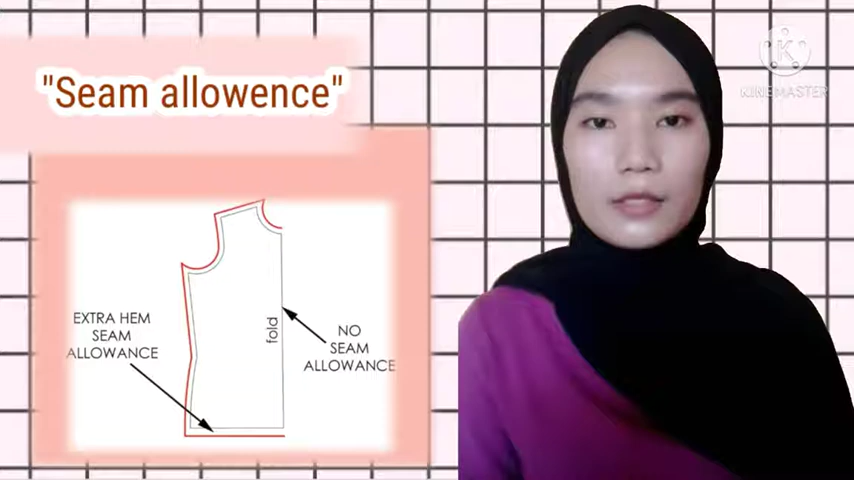 "Seam allowence"
EXTRA HEM
SEAM
ALLOWANCE
fold
NO
SEAM
ALLOWANCE
K
KINEMASTER